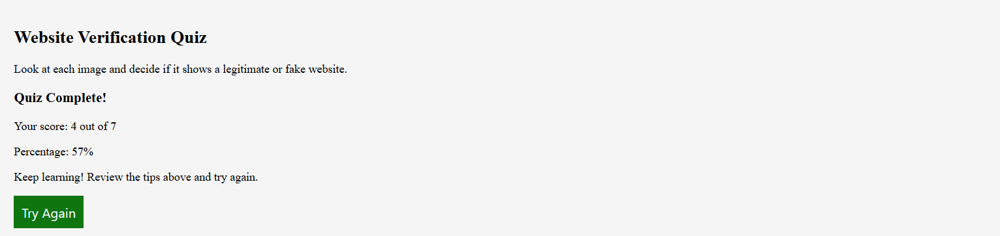 Website Verification Quiz
Look at each image and decide if it shows a legitimate or fake website.
Quiz Complete!
Your score: 4 out of 7
Percentage: 57%
Keep learning! Review the tips above and try again.
Try Again